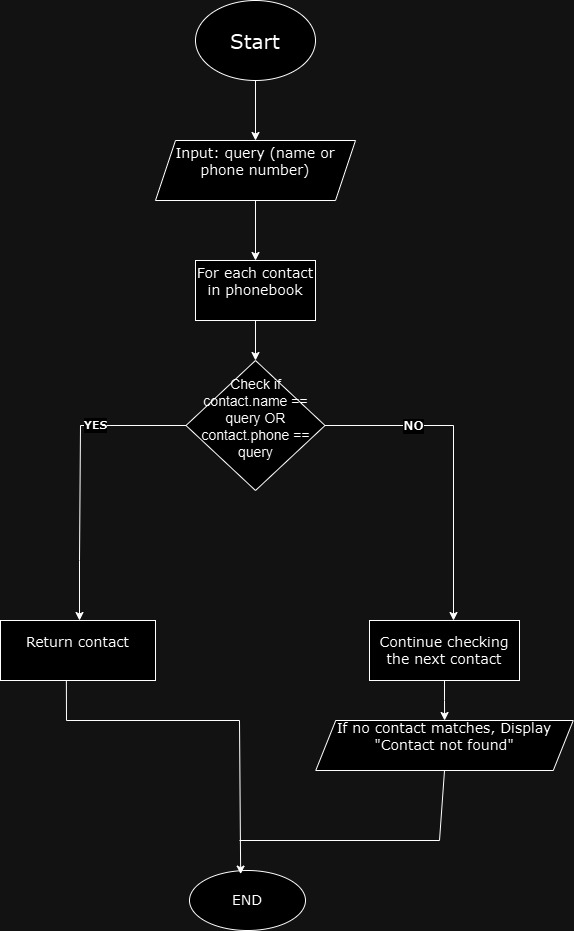 Start
Input: query (name or
phone number)
For each contact
in phonebook
Check if
contact.name ==
query OR
contact.phone ==
query
YES
NO
Return contact
Continue checking
the next contact
If no contact matches, Display
"Contact not found"
END